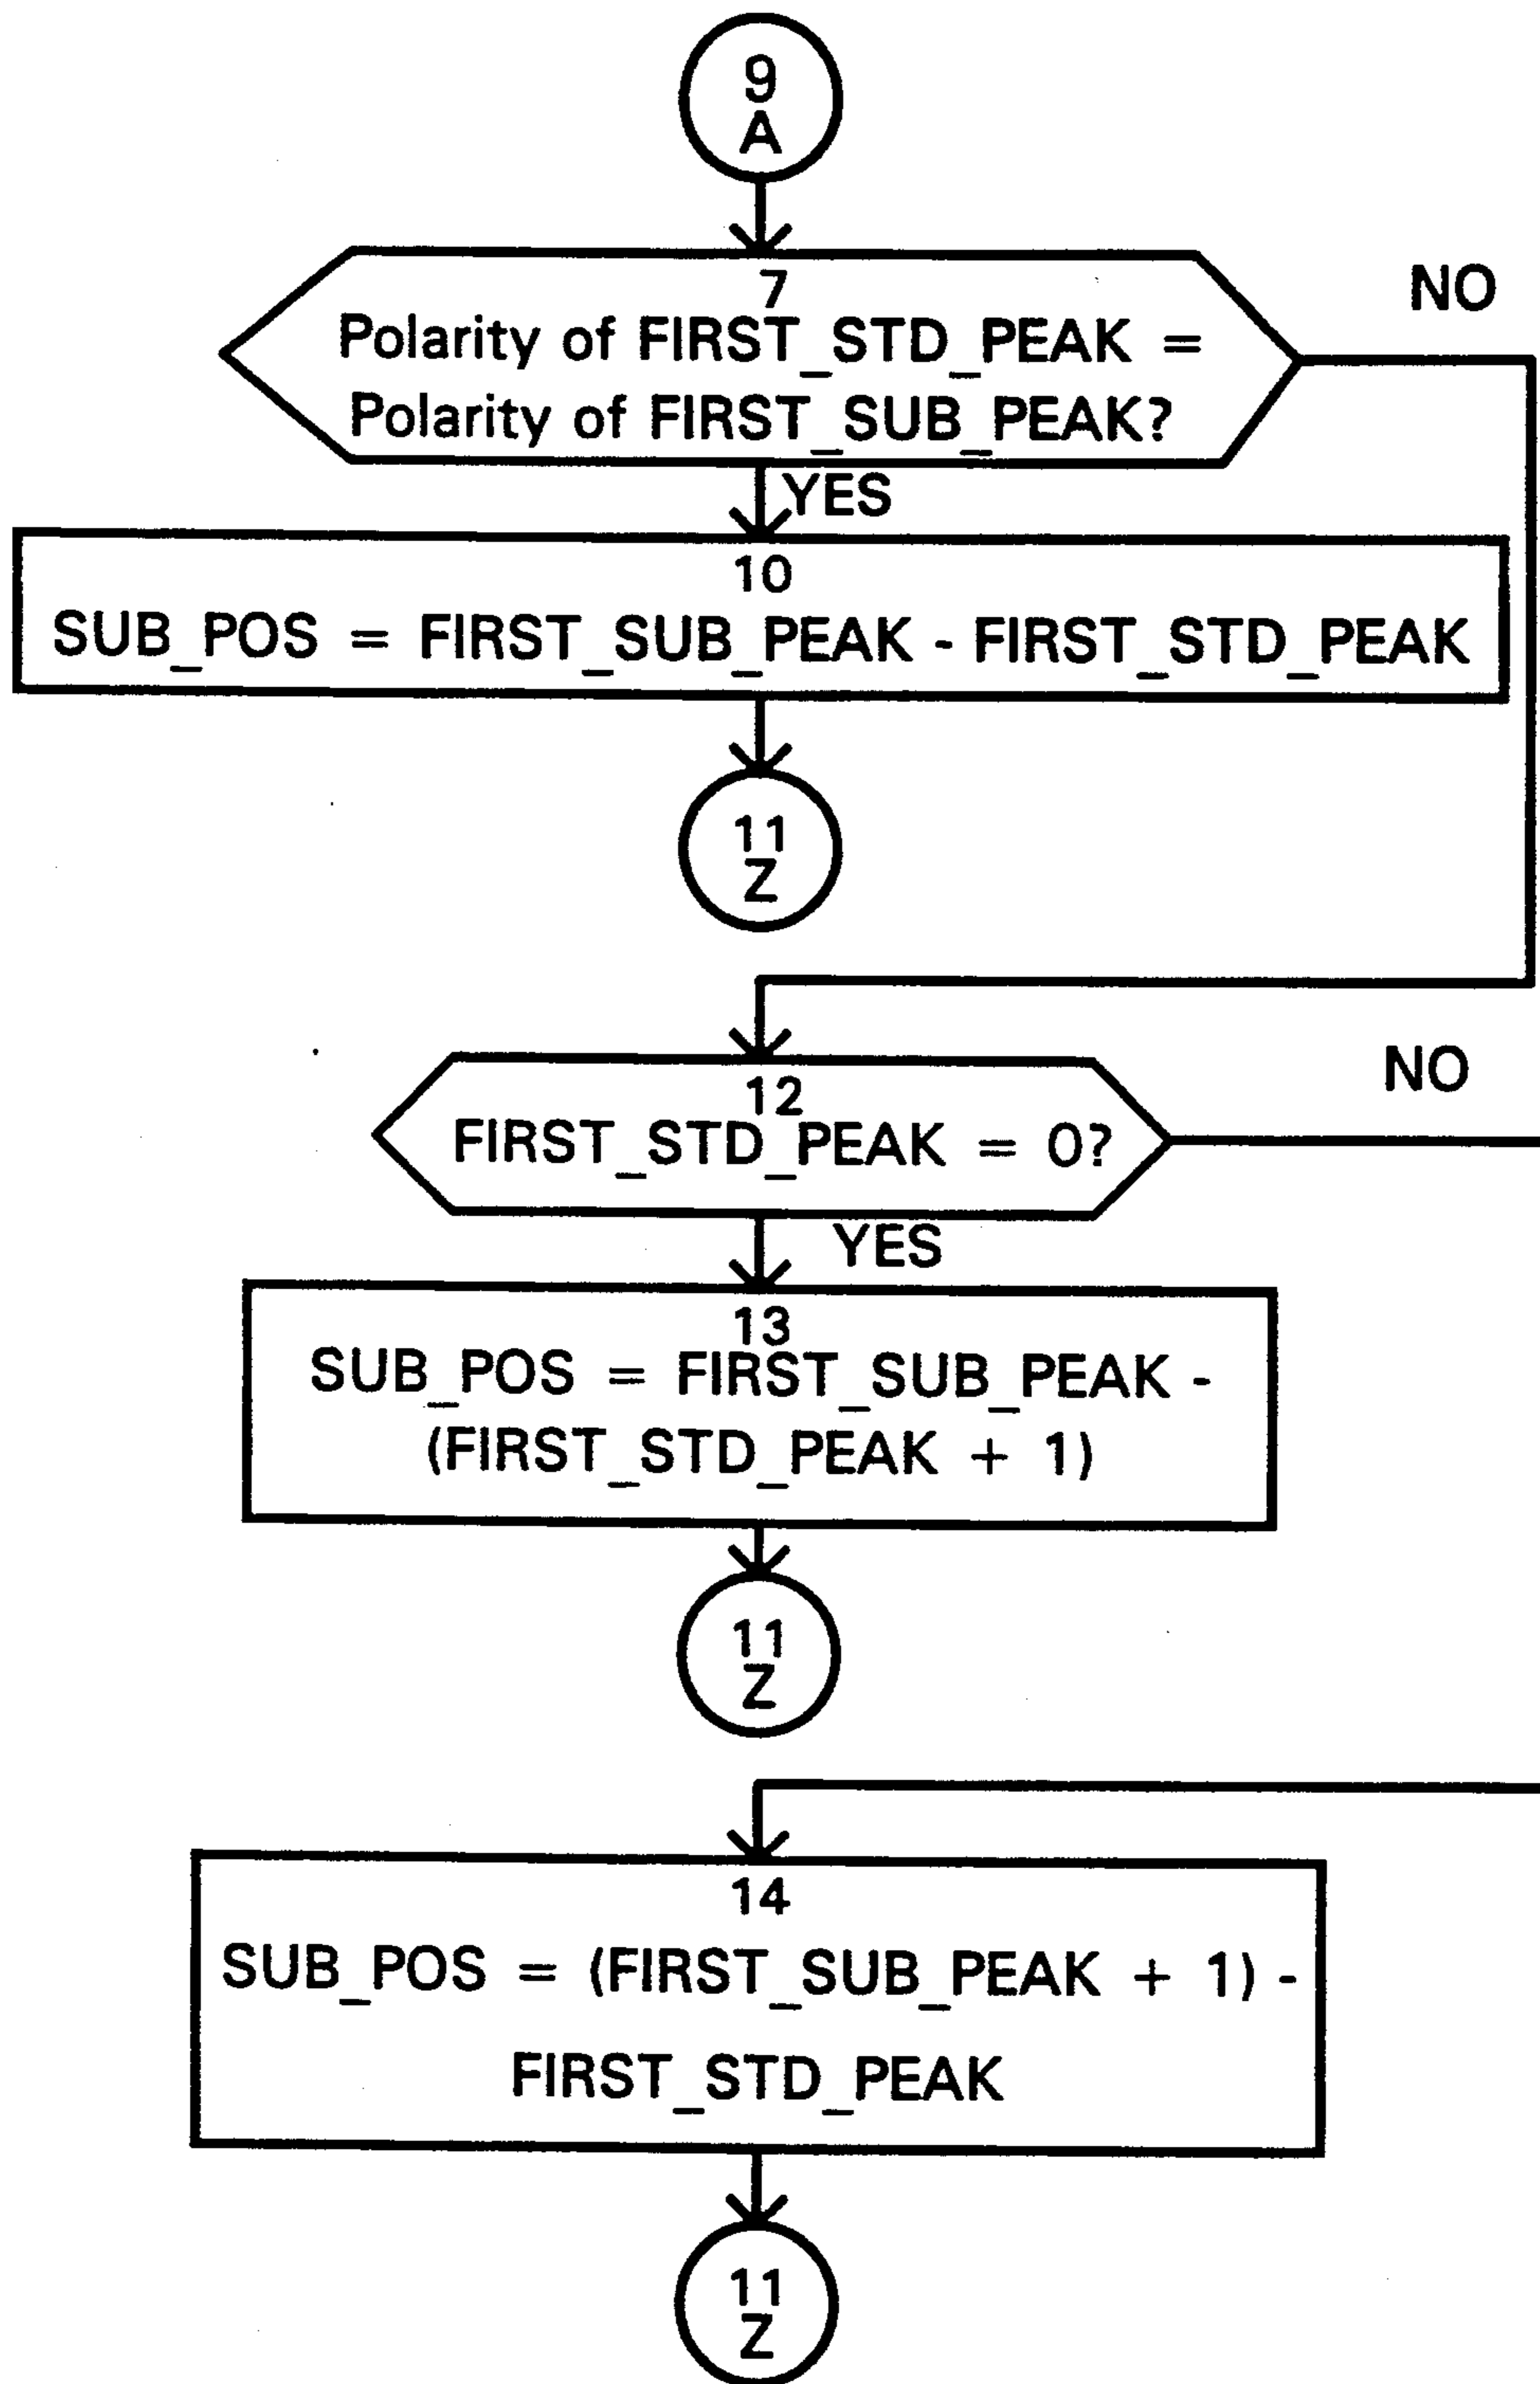 9
A
7
NO
Polarity of FIRST_STD_PEAK =
Polarity of FIRST_SUB_PEAK?
YES
10
SUB_POS = FIRST_SUB_PEAK - FIRST_STD_PEAK
11
Z
NO
12
FIRST_STD_PEAK = 0?
YES
13
SUB_POS = FIRST_SUB_PEAK -
(FIRST_STD_PEAK + 1)
11
Z
14
SUB_POS = (FIRST_SUB_PEAK + 1) -
FIRST_STD_PEAK
11
Z